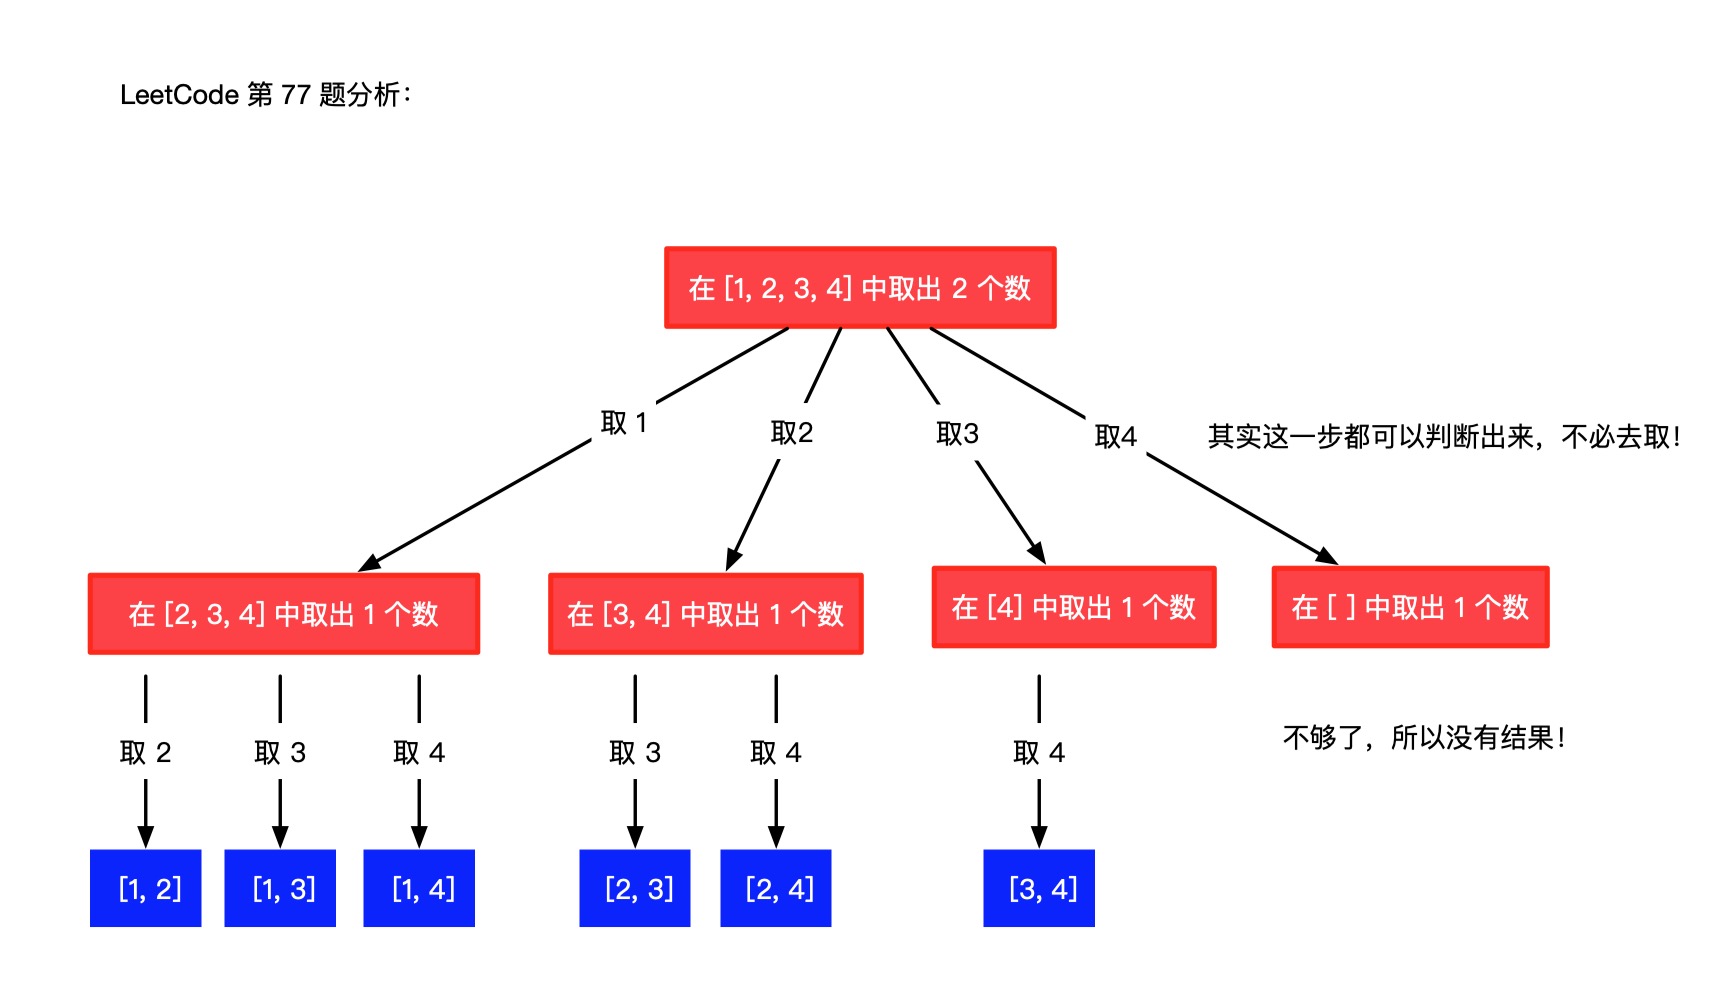 LeetCode 第 77 题分析：
在 [1, 2, 3, 4] 中取出 2 个数
取 1
取2
取3
取4
其实这一步都可以判断出来，不必去取！
在 [2, 3, 4] 中取出 1 个数
在 [3, 4] 中取出 1 个数
在 [4] 中取出 1 个数
在 [ ] 中取出 1 个数
取 2
取 3
取 4
取 3
取 4
取 4
不够了，所以没有结果！
[1, 2]
[1, 3]
[1, 4]
[2, 3]
[2, 4]
[3, 4]